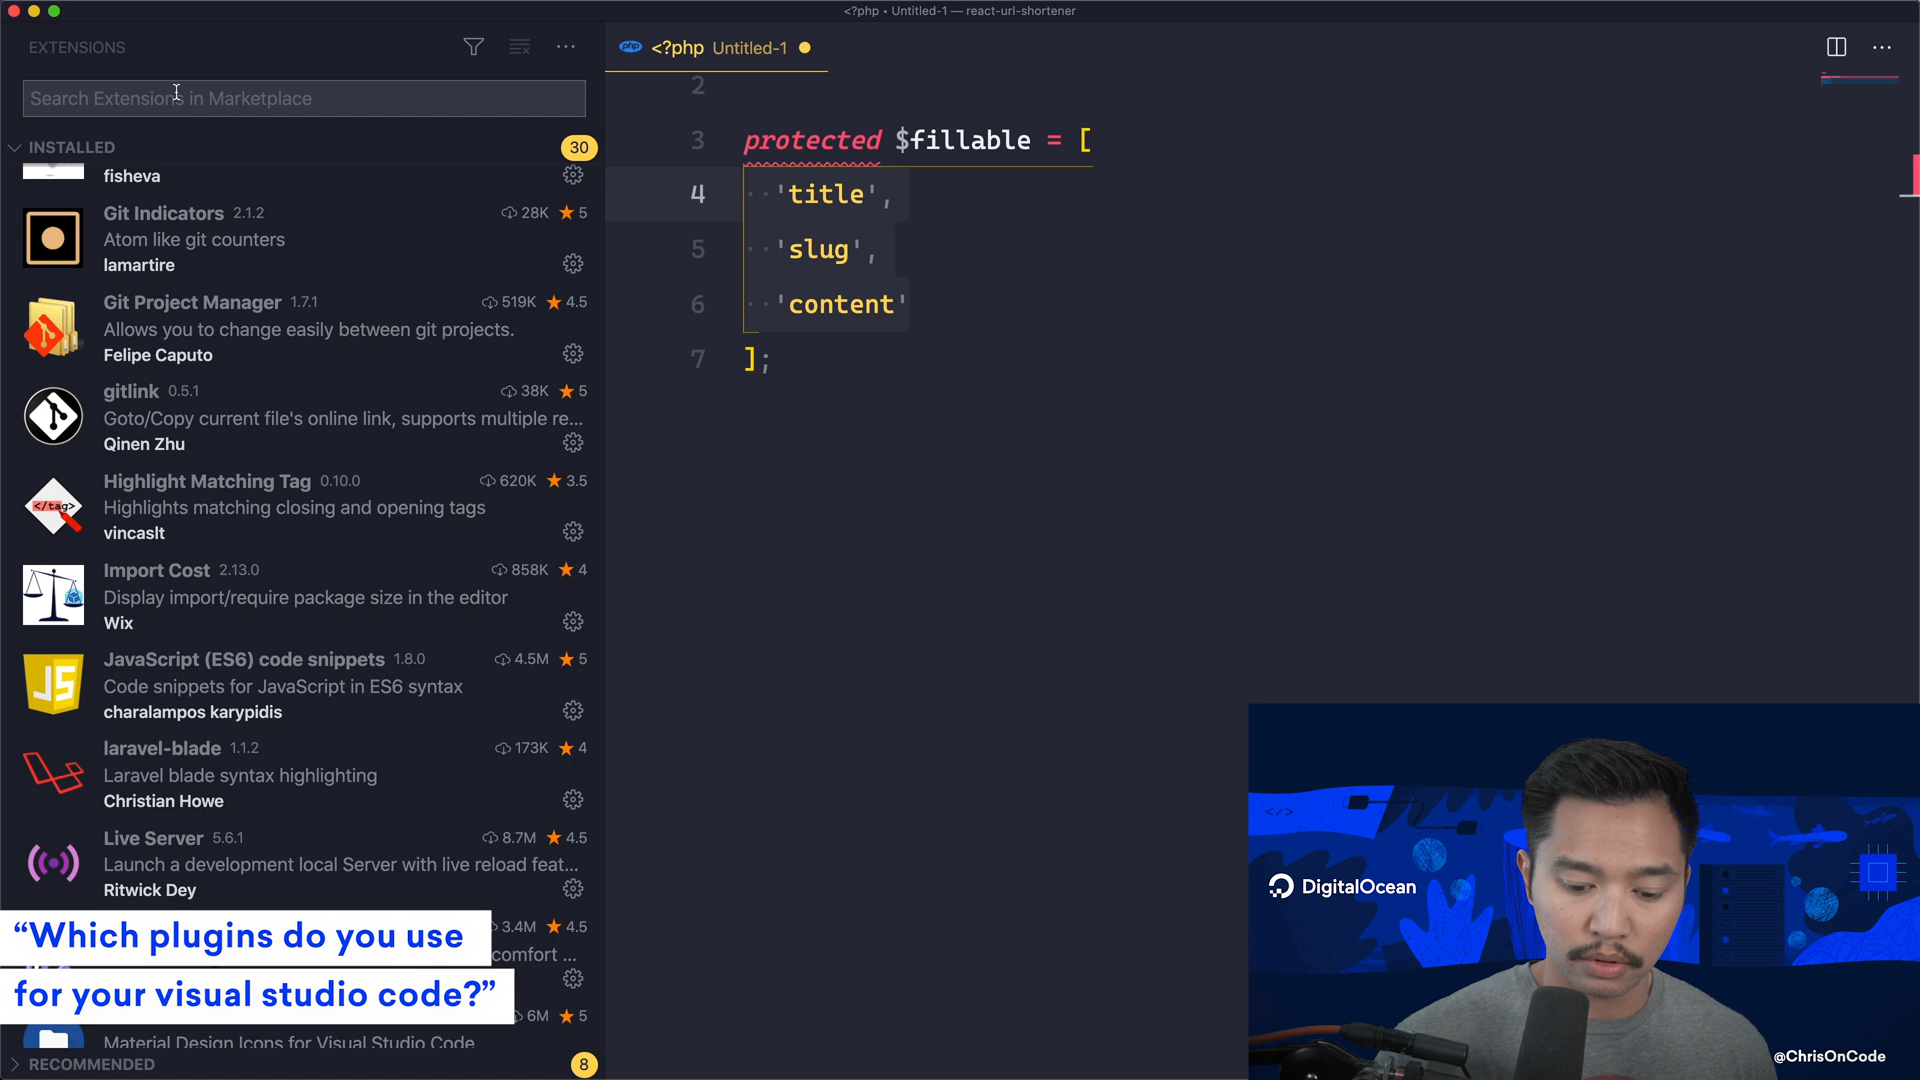 <?php • Untitled-1 — react-url-shortener
EXTENSIONS
Search Extensions in Marketplace
INSTALLED
30
fisheva
Git Indicators 2.1.2 28K ★ 5
Atom like git counters
lamartire
Git Project Manager 1.7.1 519K ★ 4.5
Allows you to change easily between git projects.
Felipe Caputo
gitlink 0.5.1 38K ★ 5
Goto/Copy current file's online link, supports multiple re...
Qinen Zhu
Highlight Matching Tag 0.10.0 620K ★ 3.5
Highlights matching closing and opening tags
vincaslt
Import Cost 2.13.0 858K ★ 4
Display import/require package size in the editor
Wix
JavaScript (ES6) code snippets 1.8.0 4.5M ★ 5
Code snippets for JavaScript in ES6 syntax
charalampos karypidis
laravel-blade 1.1.2 173K ★ 4
Laravel blade syntax highlighting
Christian Howe
Live Server 5.6.1 8.7M ★ 4.5
Launch a development local Server with live reload feat...
Ritwick Dey
3.4M ★ 4.5
comfort ...
6M ★ 5
Material Design Icons for Visual Studio Code
RECOMMENDED
8
“Which plugins do you use
for your visual studio code?”
php <?php Untitled-1
2
3 protected $fillable = [
4 'title',
5 'slug',
6 'content'
7 ];
</tag>
JS
</>
DigitalOcean
@ChrisOnCode